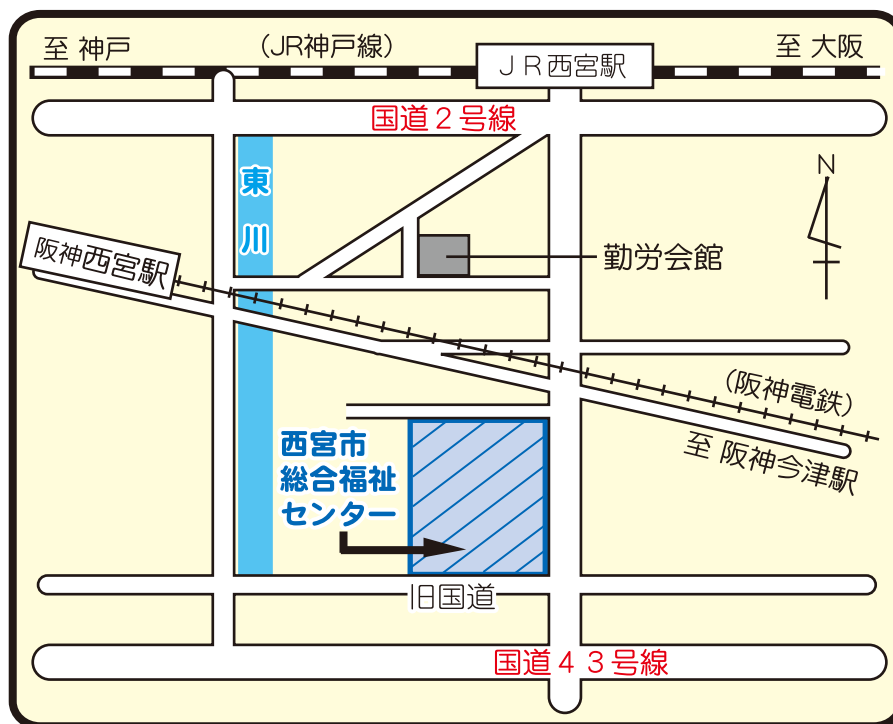 至 神戸
(JR神戸線)
JR西宮駅
至 大阪
国道2号線
東川
N
阪神西宮駅
勤労会館
(阪神電鉄)
至 阪神今津駅
西宮市
総合福祉
センター
旧国道
国道43号線